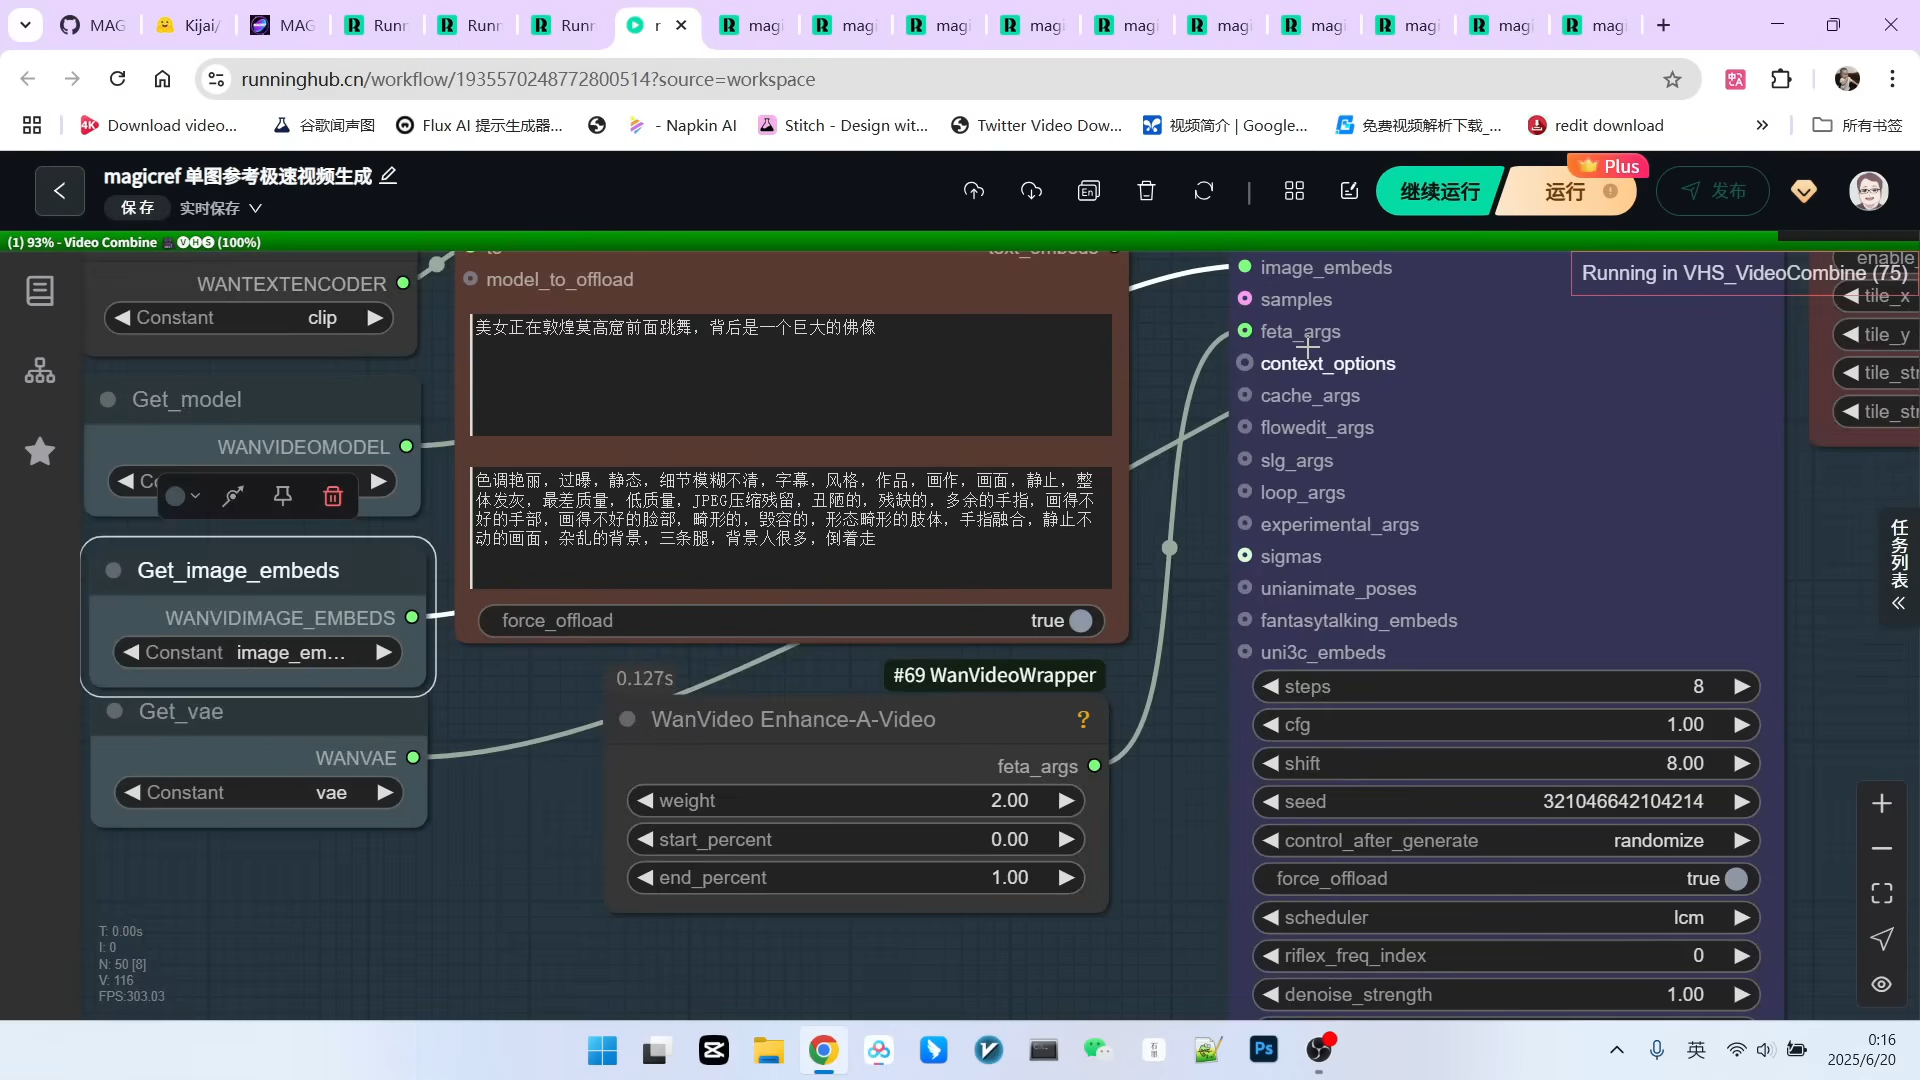 MAG
Kijai/
MAG
Runn
Runn
Runn
r
magi
magi
magi
magi
magi
magi
magi
magi
magi
magi
runninghub.cn/workflow/1935570248772800514?source=workspace
Download video...
谷歌闻声图
Flux AI 提示生成器...
- Napkin AI
Stitch - Design wit...
Twitter Video Dow...
视频简介 | Google...
免费视频解析下载_...
redit download
所有书签
magicref 单图参考极速视频生成
保存
实时保存
En
继续运行
运行
Plus
发布
(1) 93% - Video Combine VHS (100%)
Running in VHS_VideoCombine (75)
WANTEXTENCODER
Constant clip
Get_model
WANVIDEOMODEL
Get_image_embeds
WANVIDIMAGE_EMBEDS
Constant image_em...
Get_vae
WANVAE
Constant vae
T: 0.00s
I: 0
N: 50 [8]
V: 116
FPS:303.03
text_embeds
model_to_offload
美女正在敦煌莫高窟前面跳舞，背后是一个巨大的佛像
色调艳丽，过曝，静态，细节模糊不清，字幕，风格，作品，画作，画面，静止，整
体发灰，最差质量，低质量，JPEG压缩残留，丑陋的，残缺的，多余的手指，画得不
好的手部，画得不好的脸部，畸形的，毁容的，形态畸形的肢体，手指融合，静止不
动的画面，杂乱的背景，三条腿，背景人很多，倒着走
force_offload true
0.127s
#69 WanVideoWrapper
WanVideo Enhance-A-Video ?
feta_args
weight 2.00
start_percent 0.00
end_percent 1.00
image_embeds
samples
feta_args
context_options
cache_args
flowedit_args
slg_args
loop_args
experimental_args
sigmas
unianimate_poses
fantasytalking_embeds
uni3c_embeds
steps 8
cfg 1.00
shift 8.00
seed 321046642104214
control_after_generate randomize
force_offload true
scheduler lcm
riflex_freq_index 0
denoise_strength 1.00
enable
tile_x
tile_y
tile_str
tile_str
任务列表
Ps
英
0:16
2025/6/20